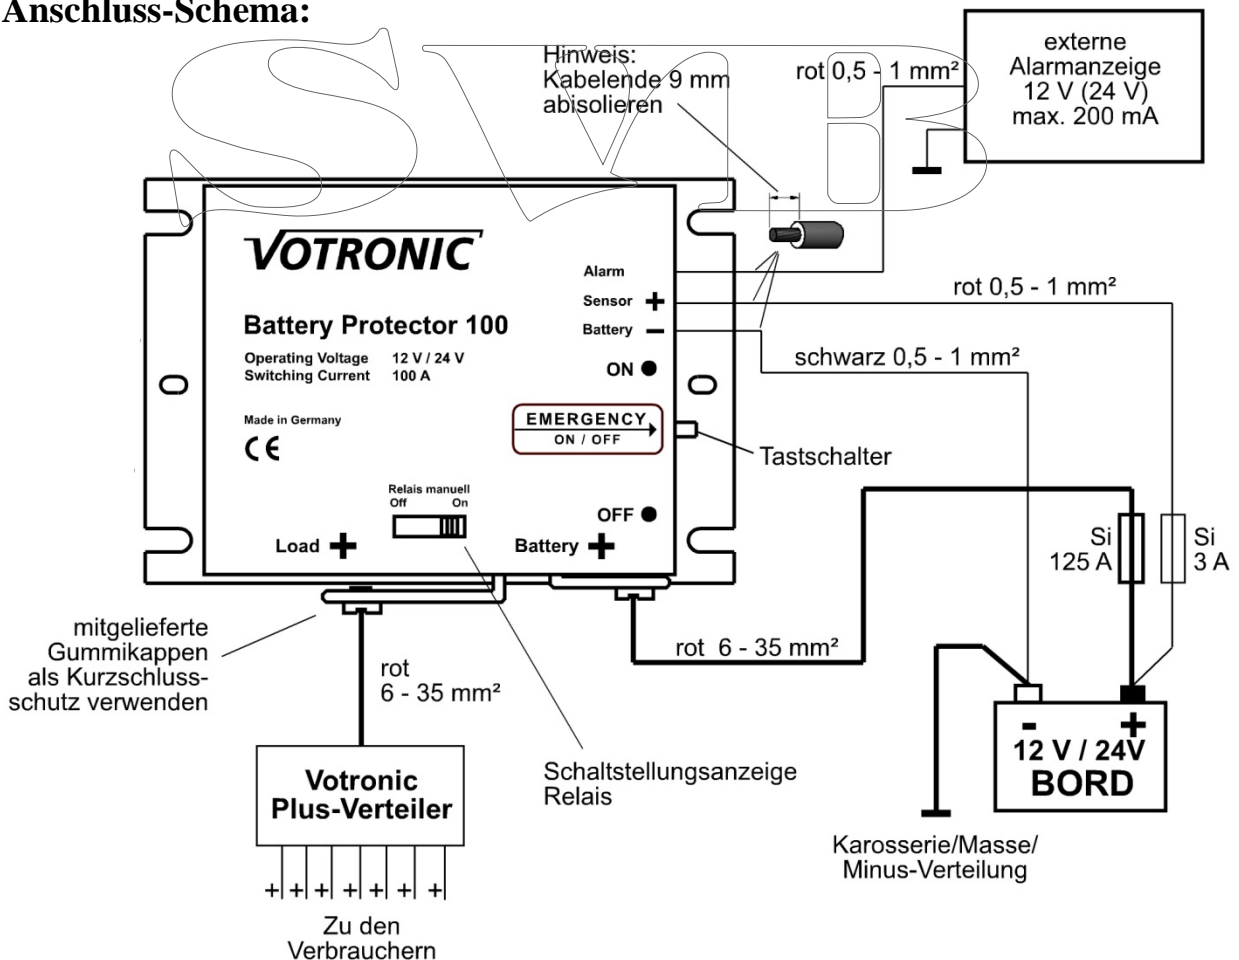 Anschluss-Schema:
SVB
Hinweis:
Kabelende 9 mm
abisolieren
rot 0,5 - 1 mm²
externe
Alarmanzeige
12 V (24 V)
max. 200 mA
VOTRONIC
Alarm
Sensor +
Battery -
rot 0,5 - 1 mm²
Battery Protector 100
Operating Voltage 12 V / 24 V
Switching Current 100 A
schwarz 0,5 - 1 mm²
ON
Made in Germany
CE
EMERGENCY
ON / OFF
Tastschalter
Relais manuell
Off On
OFF
Load +
Battery +
Si
125 A
Si
3 A
mitgelieferte
Gummikappen
als Kurzschluss-
schutz verwenden
rot
6 - 35 mm²
rot 6 - 35 mm²
- +
12 V / 24V
BORD
Votronic
Plus-Verteiler
Schaltstellungsanzeige
Relais
Karosserie/Masse/
Minus-Verteilung
+ + + + + + +
Zu den
Verbrauchern